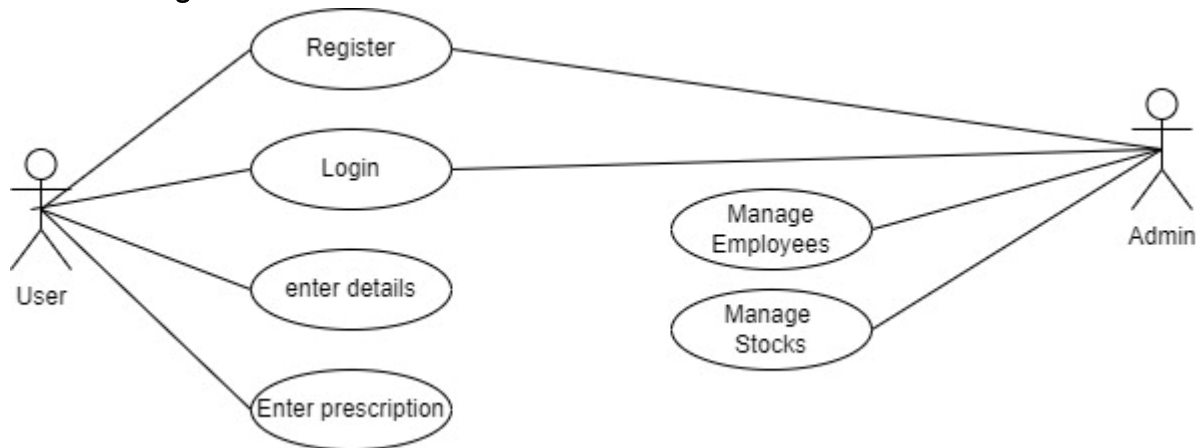 Register
Login
Manage
Employees
Admin
User
enter details
Manage
Stocks
Enter prescription